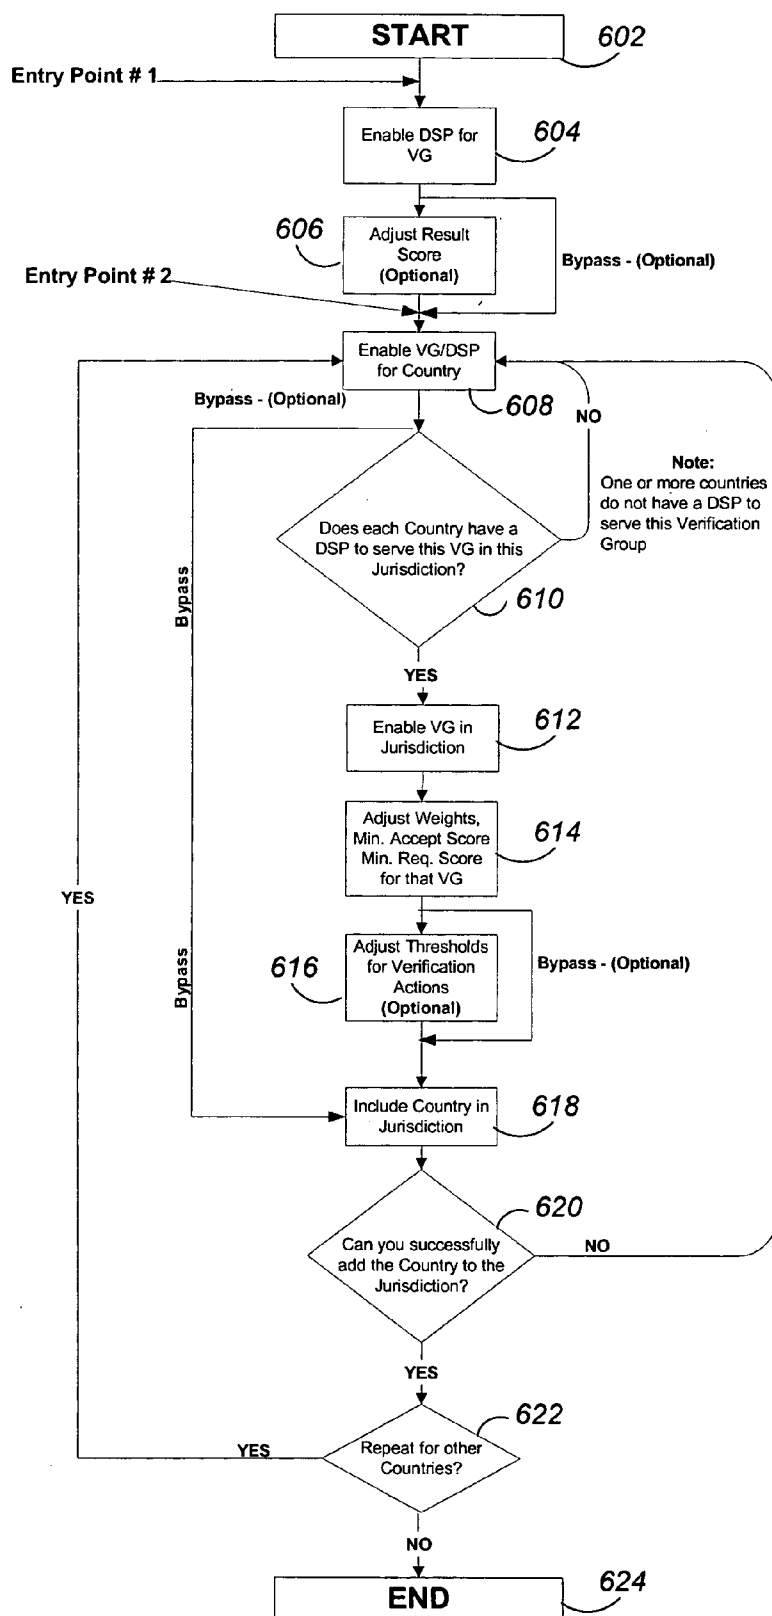 START
602
Entry Point # 1
Enable DSP for
VG
604
606
Adjust Result
Score
(Optional)
Bypass - (Optional)
Entry Point # 2
Enable VG/DSP
for Country
608
Bypass - (Optional)
NO
Note:
One or more countries
do not have a DSP to
serve this Verification
Group
Does each Country have a
DSP to serve this VG in this
Jurisdiction?
610
Bypass
YES
Enable VG in
Jurisdiction
612
Adjust Weights,
Min. Accept Score
Min. Req. Score
for that VG
614
YES
616
Adjust Thresholds
for Verification
Actions
(Optional)
Bypass - (Optional)
Bypass
Include Country in
Jurisdiction
618
620
Can you successfully
add the Country to the
Jurisdiction?
NO
YES
622
Repeat for other
Countries?
YES
NO
END
624